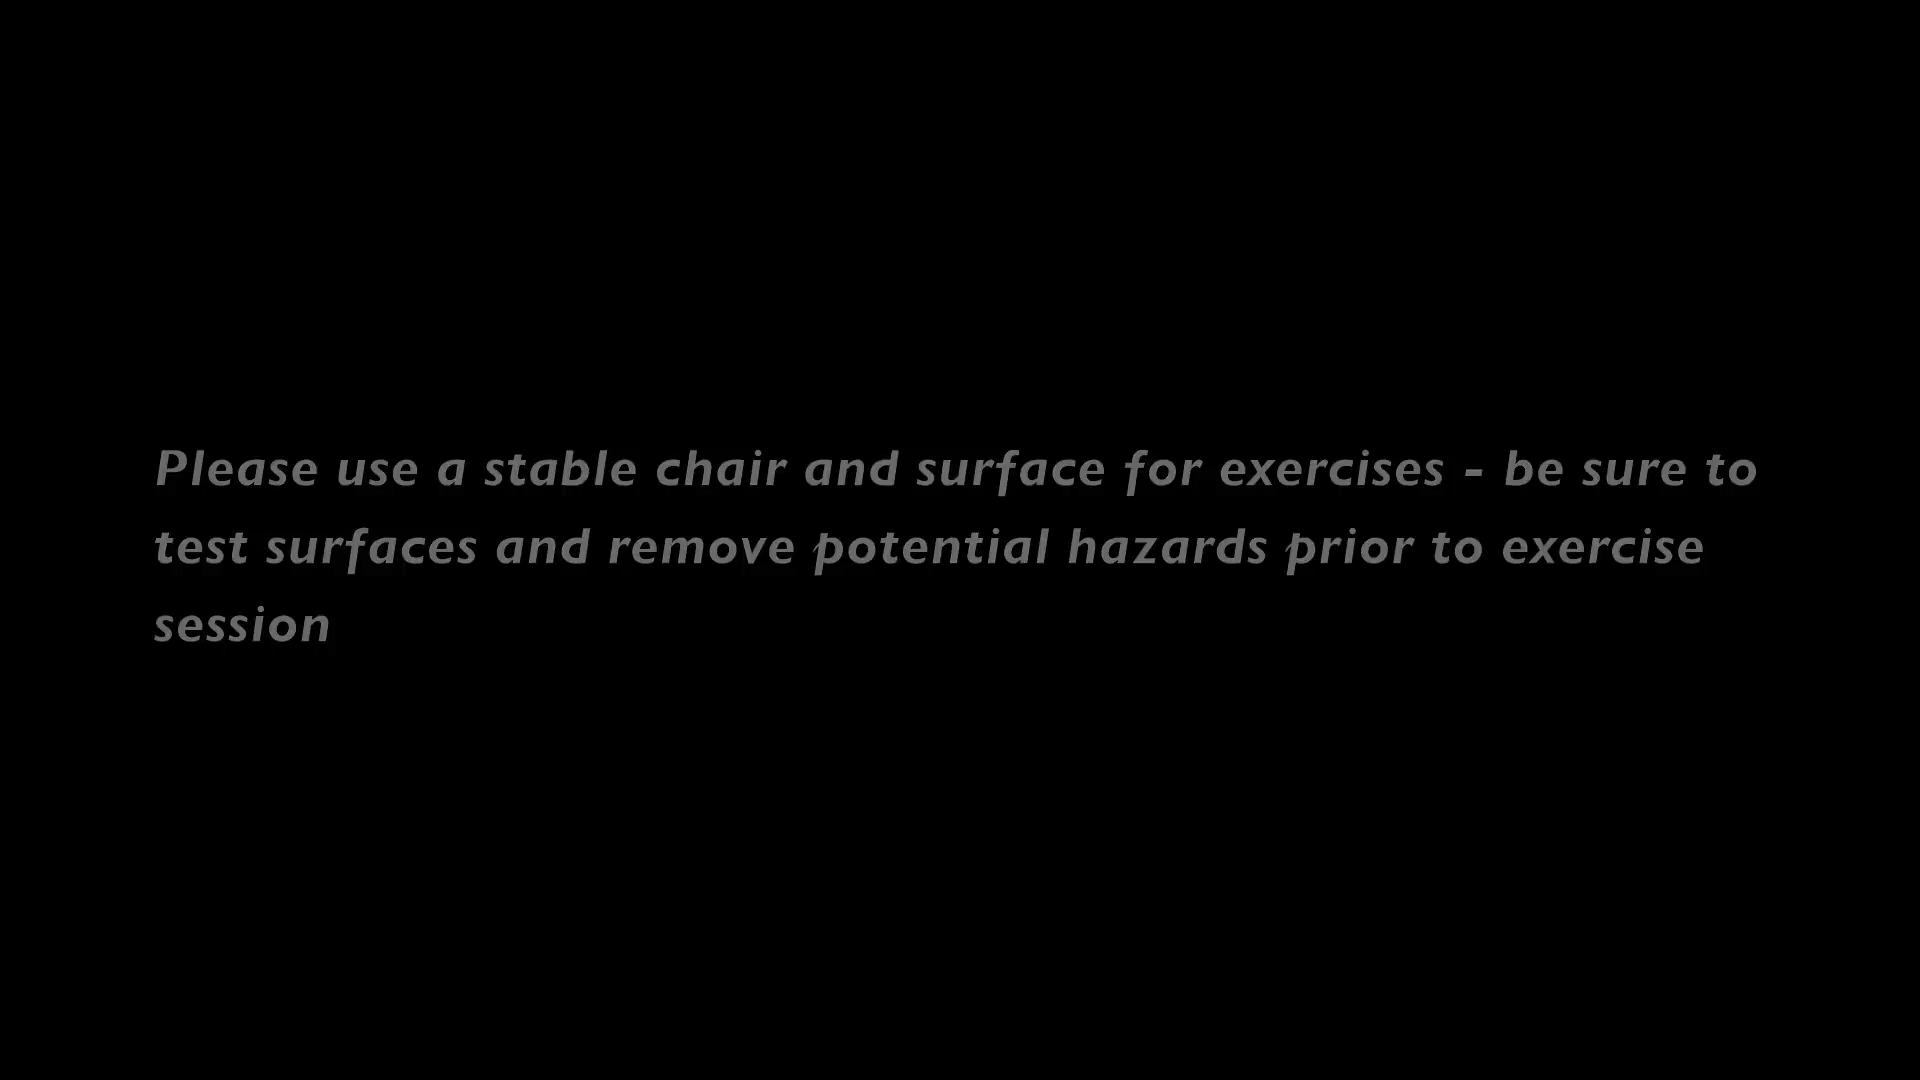 Please use a stable chair and surface for exercises - be sure to
test surfaces and remove potential hazards prior to exercise
session